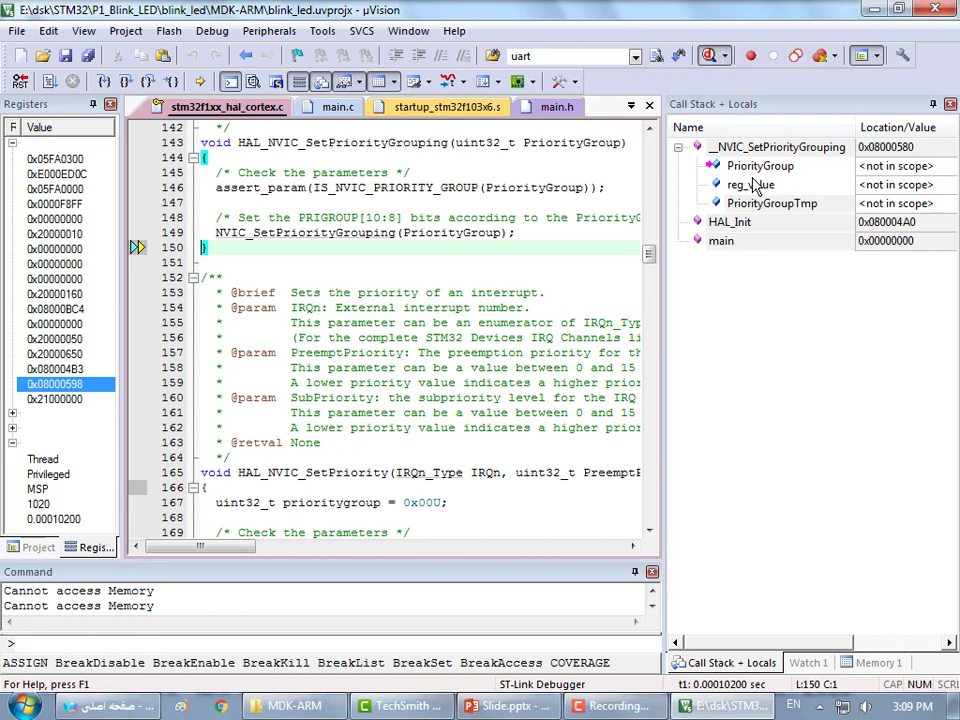 E:\dsk\STM32\P1_Blink_LED\blink_led\MDK-ARM\blink_led.uvprojx - µVision
File Edit View Project Flash Debug Peripherals Tools SVCS Window Help
uart
RST
Registers
stm32f1xx_hal_cortex.c main.c startup_stm32f103x6.s main.h
Call Stack + Locals
F Value
0x05FA0300
0xE000ED0C
0x0000F8FF
0x20000010
0x00000000
0x00000000
0x00000000
0x20000160
0x08000BC4
0x00000000
0x20000050
0x20000650
0x080004B3
0x08000598
0x21000000
Thread
Privileged
MSP
1020
0.00010200
Project Regis...
142 */
143 void HAL_NVIC_SetPriorityGrouping(uint32_t PriorityGroup)
144 {
145 /* Check the parameters */
146 assert_param(IS_NVIC_PRIORITY_GROUP(PriorityGroup));
147
148 /* Set the PRIGROUP[10:8] bits according to the PriorityG
149 NVIC_SetPriorityGrouping(PriorityGroup);
150 }
151
152 /**
153 * @brief Sets the priority of an interrupt.
154 * @param IRQn: External interrupt number.
155 This parameter can be an enumerator of IRQn_Typ
156 (For the complete STM32 Devices IRQ Channels li
157 * @param PreemptPriority: The preemption priority for th
158 This parameter can be a value between 0 and 15
159 A lower priority value indicates a higher prior
160 * @param SubPriority: the subpriority level for the IRQ
161 This parameter can be a value between 0 and 15
162 A lower priority value indicates a higher prior
163 * @retval None
164 */
165 void HAL_NVIC_SetPriority(IRQn_Type IRQn, uint32_t PreemptP
166 {
167 uint32_t prioritygroup = 0x00U;
168
169 /* Check the parameters */
Name Location/Value
__NVIC_SetPriorityGrouping 0x08000580
PriorityGroup <not in scope>
reg_value <not in scope>
PriorityGroupTmp <not in scope>
HAL_Init 0x080004A0
main 0x00000000
Call Stack + Locals Watch 1 Memory 1
Command
Cannot access Memory
Cannot access Memory
>
ASSIGN BreakDisable BreakEnable BreakKill BreakList BreakSet BreakAccess COVERAGE
For Help, press F1 ST-Link Debugger t1: 0.00010200 sec L:150 C:1 CAP NUM
صفحه اصلی - ... MDK-ARM TechSmith ... Slide.pptx - ... Recording... E:\dsk\STM3... EN 3:09 PM